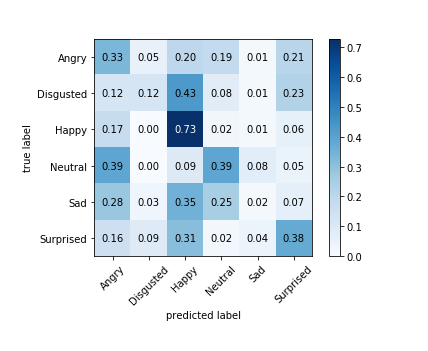 true label
Angry 0.33 0.05 0.20 0.19 0.01 0.21
Disgusted 0.12 0.12 0.43 0.08 0.01 0.23
Happy 0.17 0.00 0.73 0.02 0.01 0.06
Neutral 0.39 0.00 0.09 0.39 0.08 0.05
Sad 0.28 0.03 0.35 0.25 0.02 0.07
Surprised 0.16 0.09 0.31 0.02 0.04 0.38
Angry Disgusted Happy Neutral Sad Surprised
predicted label
0.7
0.6
0.5
0.4
0.3
0.2
0.1
0.0